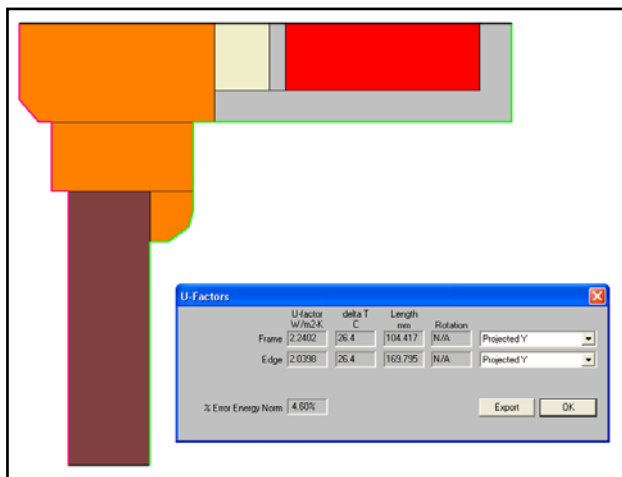 U-Factors
U-factor delta T Length
W/m2-K C mm Rotation
Frame 2.2402 26.4 104.417 N/A Projected Y
Edge 2.0398 26.4 169.795 N/A Projected Y
% Error Energy Norm 4.60% Export OK